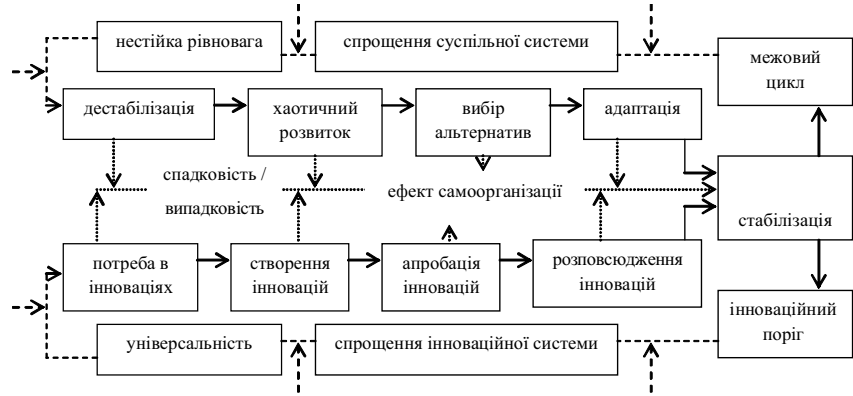 нестійка рівновага
спрощення суспільної системи
межовий
цикл
дестабілізація
хаотичний
розвиток
вибір
альтернатив
адаптація
спадковість /
випадковість
ефект самоорганізації
стабілізація
потреба в
інноваціях
створення
інновацій
апробація
інновацій
розповсюдження
інновацій
інноваційний
поріг
універсальність
спрощення інноваційної системи